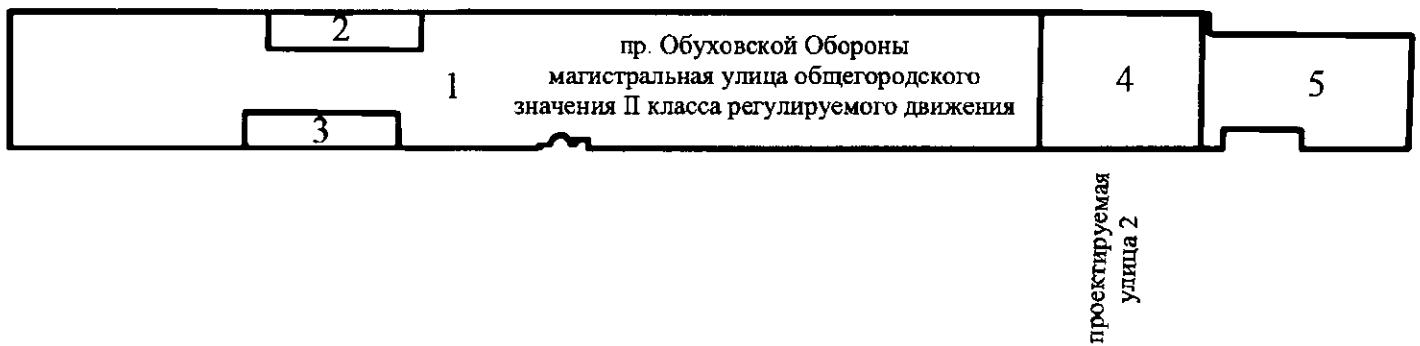 2
пр. Обуховской Обороны
магистральная улица общегородского
значения II класса регулируемого движения
1
4
5
3
проектируемая
улица 2